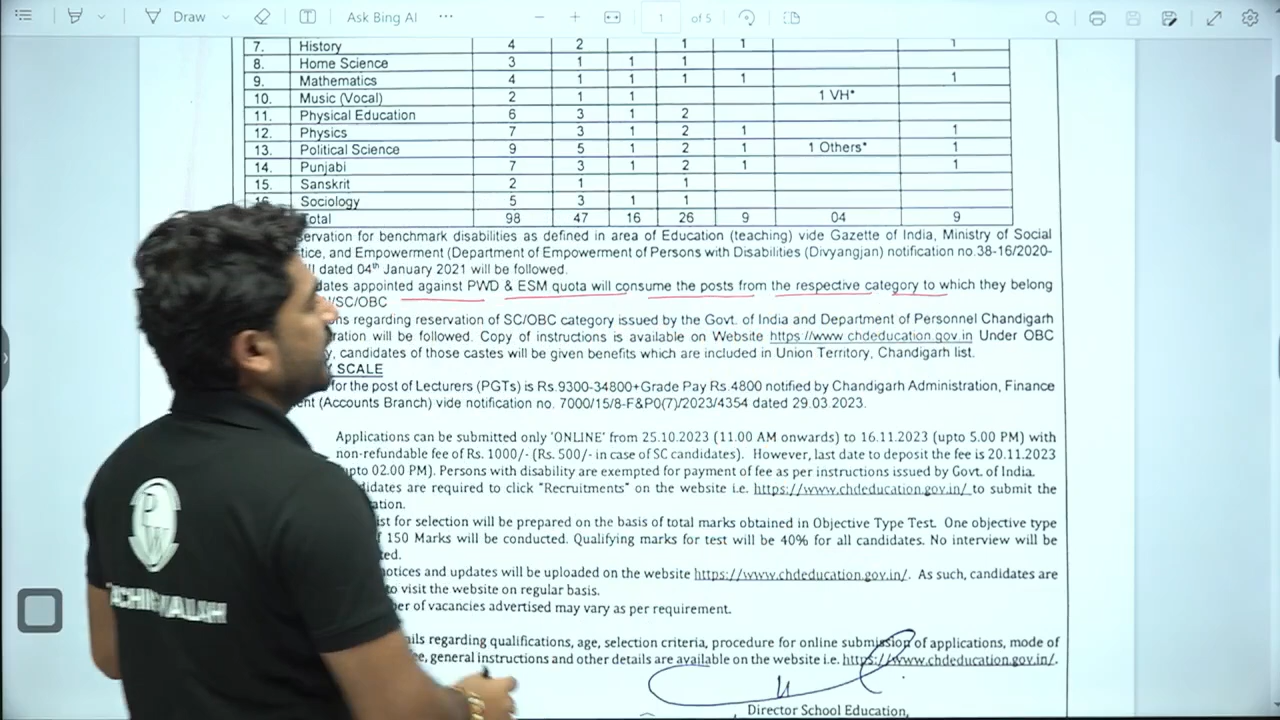 Draw
Ask Bing AI
1 of 5
7. History 4 2 1 1 1
8. Home Science 3 1 1 1
9. Mathematics 4 1 1 1 1 1
10. Music (Vocal) 2 1 1 1 VH*
11. Physical Education 6 3 1 2
12. Physics 7 3 1 2 1 1
13. Political Science 9 5 1 2 1 1 Others* 1
14. Punjabi 7 3 1 2 1 1
15. Sanskrit 2 1 1
16. Sociology 5 3 1 1
Total 98 47 16 26 9 04 9
for benchmark disabilities as defined in area of Education (teaching) vide Gazette of India, Ministry of Social
and Empowerment (Department of Empowerment of Persons with Disabilities (Divyangjan) notification no.38-16/2020-
dated 04th January 2021 will be followed.
appointed against PWD & ESM quota will consume the posts from the respective category to which they belong
/SC/OBC
regarding reservation of SC/OBC category issued by the Govt. of India and Department of Personnel Chandigarh
will be followed. Copy of instructions is available on Website https://www chdeducation.gov.in Under OBC
, candidates of those castes will be given benefits which are included in Union Territory, Chandigarh list.
SCALE
for the post of Lecturers (PGTs) is Rs.9300-34800+Grade Pay Rs.4800 notified by Chandigarh Administration, Finance
(Accounts Branch) vide notification no. 7000/15/8-F&P0(7)/2023/4354 dated 29.03.2023.
Applications can be submitted only 'ONLINE' from 25.10.2023 (11.00 AM onwards) to 16.11.2023 (upto 5.00 PM) with
non-refundable fee of Rs. 1000/- (Rs. 500/- in case of SC candidates). However, last date to deposit the fee is 20.11.2023
02.00 PM). Persons with disability are exempted for payment of fee as per instructions issued by Govt. of India.
are required to click "Recruitments" on the website i.e. https://www.chdeducation.gov.in/ to submit the
for selection will be prepared on the basis of total marks obtained in Objective Type Test. One objective type
150 Marks will be conducted. Qualifying marks for test will be 40% for all candidates. No interview will be
and updates will be uploaded on the website https://www.chdeducation.gov.in/. As such, candidates are
to visit the website on regular basis.
of vacancies advertised may vary as per requirement.
regarding qualifications, age, selection criteria, procedure for online submission of applications, mode of
, general instructions and other details are available on the website i.e. https://www.chdeducation.gov.in/.
Director School Education,
PW